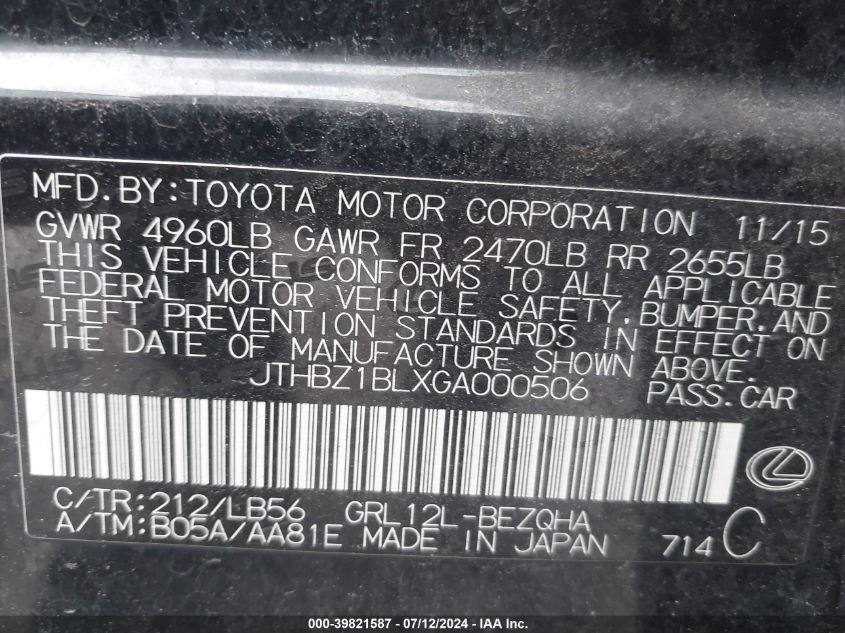 MFD.BY:TOYOTA MOTOR CORPORATION 11/15
GVWR 4960LB GAWR FR 2470LB RR 2655LB
THIS VEHICLE CONFORMS TO ALL APPLICABLE
FEDERAL MOTOR VEHICLE SAFETY,BUMPER,AND
THEFT PREVENTION STANDARDS IN EFFECT ON
THE DATE OF MANUFACTURE SHOWN ABOVE.
JTHBZ1BLXGA000506 PASS.CAR
C/TR:212/LB56 GRL12L-BEZQHA
A/TM:B05A/AA81E MADE IN JAPAN 714 C
000-39821587 - 07/12/2024 - IAA Inc.